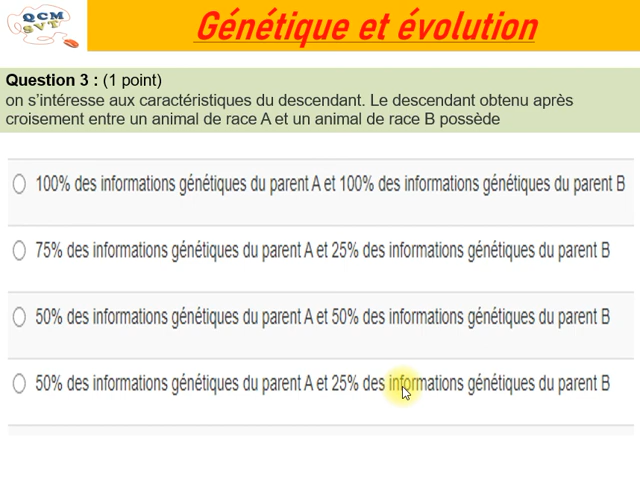 QCM
SVT
Génétique et évolution
Question 3 : (1 point)
on s'intéresse aux caractéristiques du descendant. Le descendant obtenu après
croisement entre un animal de race A et un animal de race B possède
100% des informations génétiques du parent A et 100% des informations génétiques du parent B
75% des informations génétiques du parent A et 25% des informations génétiques du parent B
50% des informations génétiques du parent A et 50% des informations génétiques du parent B
50% des informations génétiques du parent A et 25% des informations génétiques du parent B